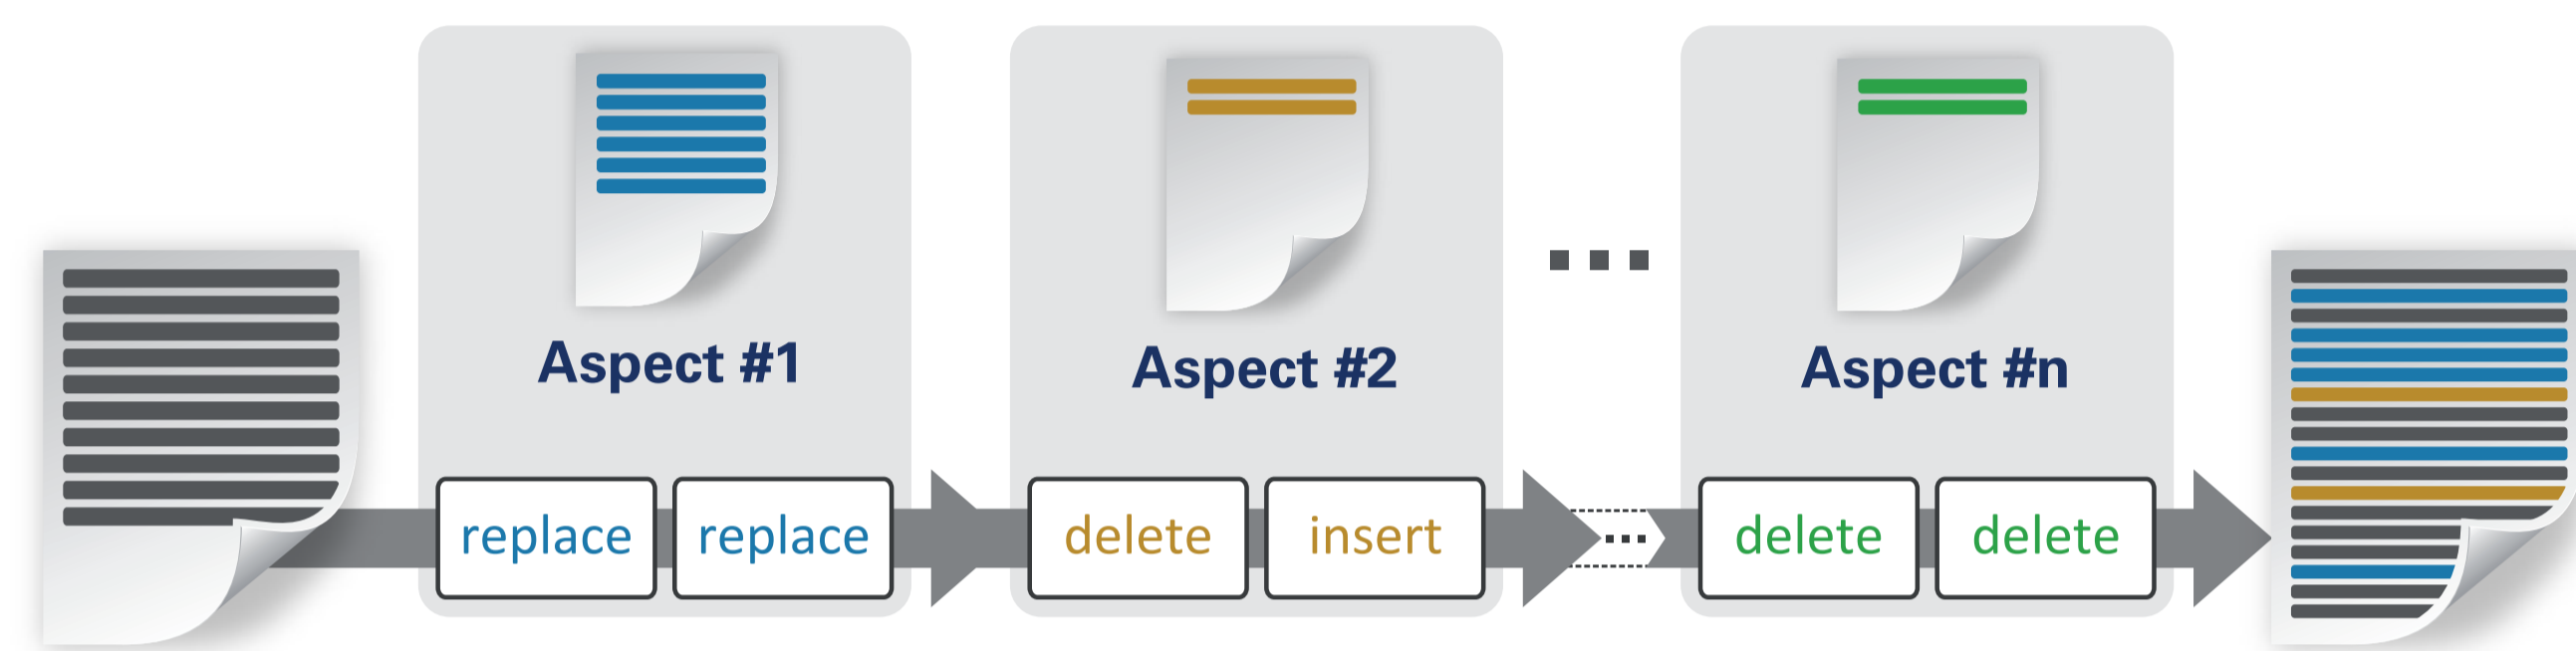 Aspect #1
Aspect #2
...
Aspect #n
replace replace delete insert ... delete delete